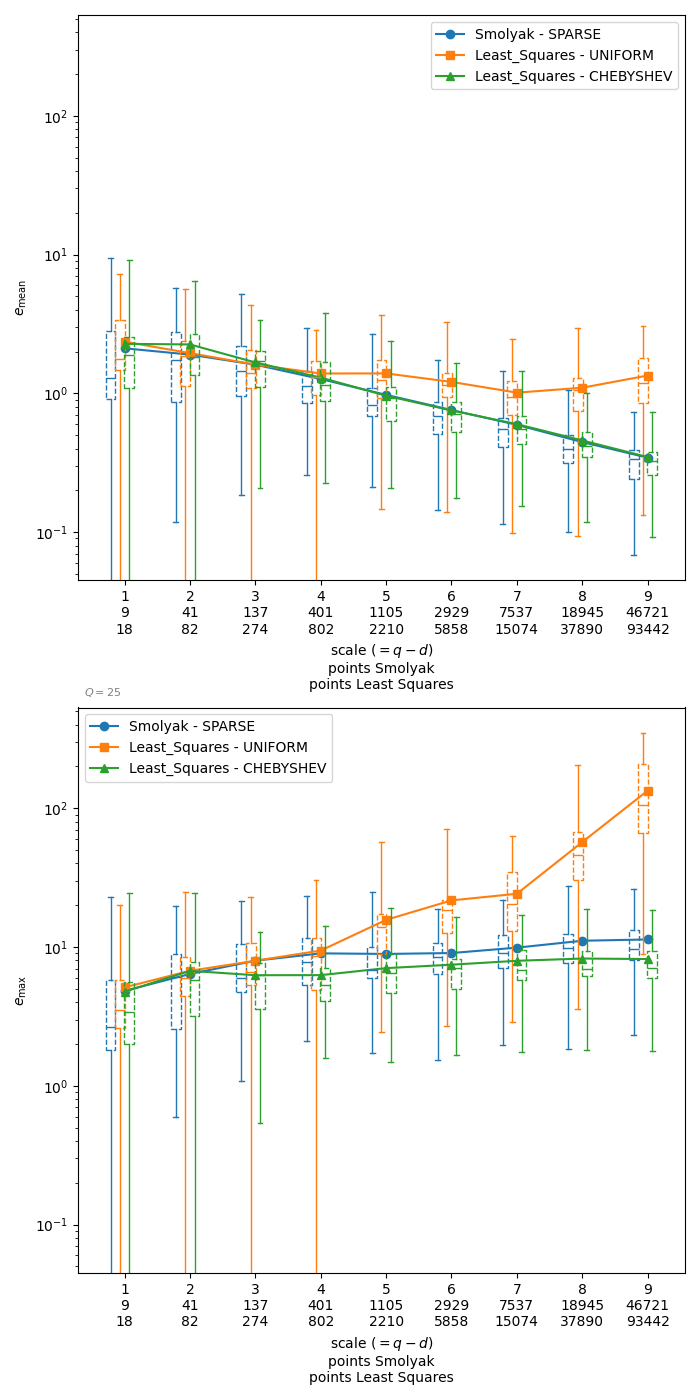 Smolyak - SPARSE
Least_Squares - UNIFORM
Least_Squares - CHEBYSHEV
10²
10¹
10⁰
10⁻¹
e_mean
1 2 3 4 5 6 7 8 9
9 41 137 401 1105 2929 7537 18945 46721
18 82 274 802 2210 5858 15074 37890 93442
scale (= q − d)
points Smolyak
points Least Squares
Q = 25
Smolyak - SPARSE
Least_Squares - UNIFORM
Least_Squares - CHEBYSHEV
10²
10¹
10⁰
10⁻¹
e_max
1 2 3 4 5 6 7 8 9
9 41 137 401 1105 2929 7537 18945 46721
18 82 274 802 2210 5858 15074 37890 93442
scale (= q − d)
points Smolyak
points Least Squares